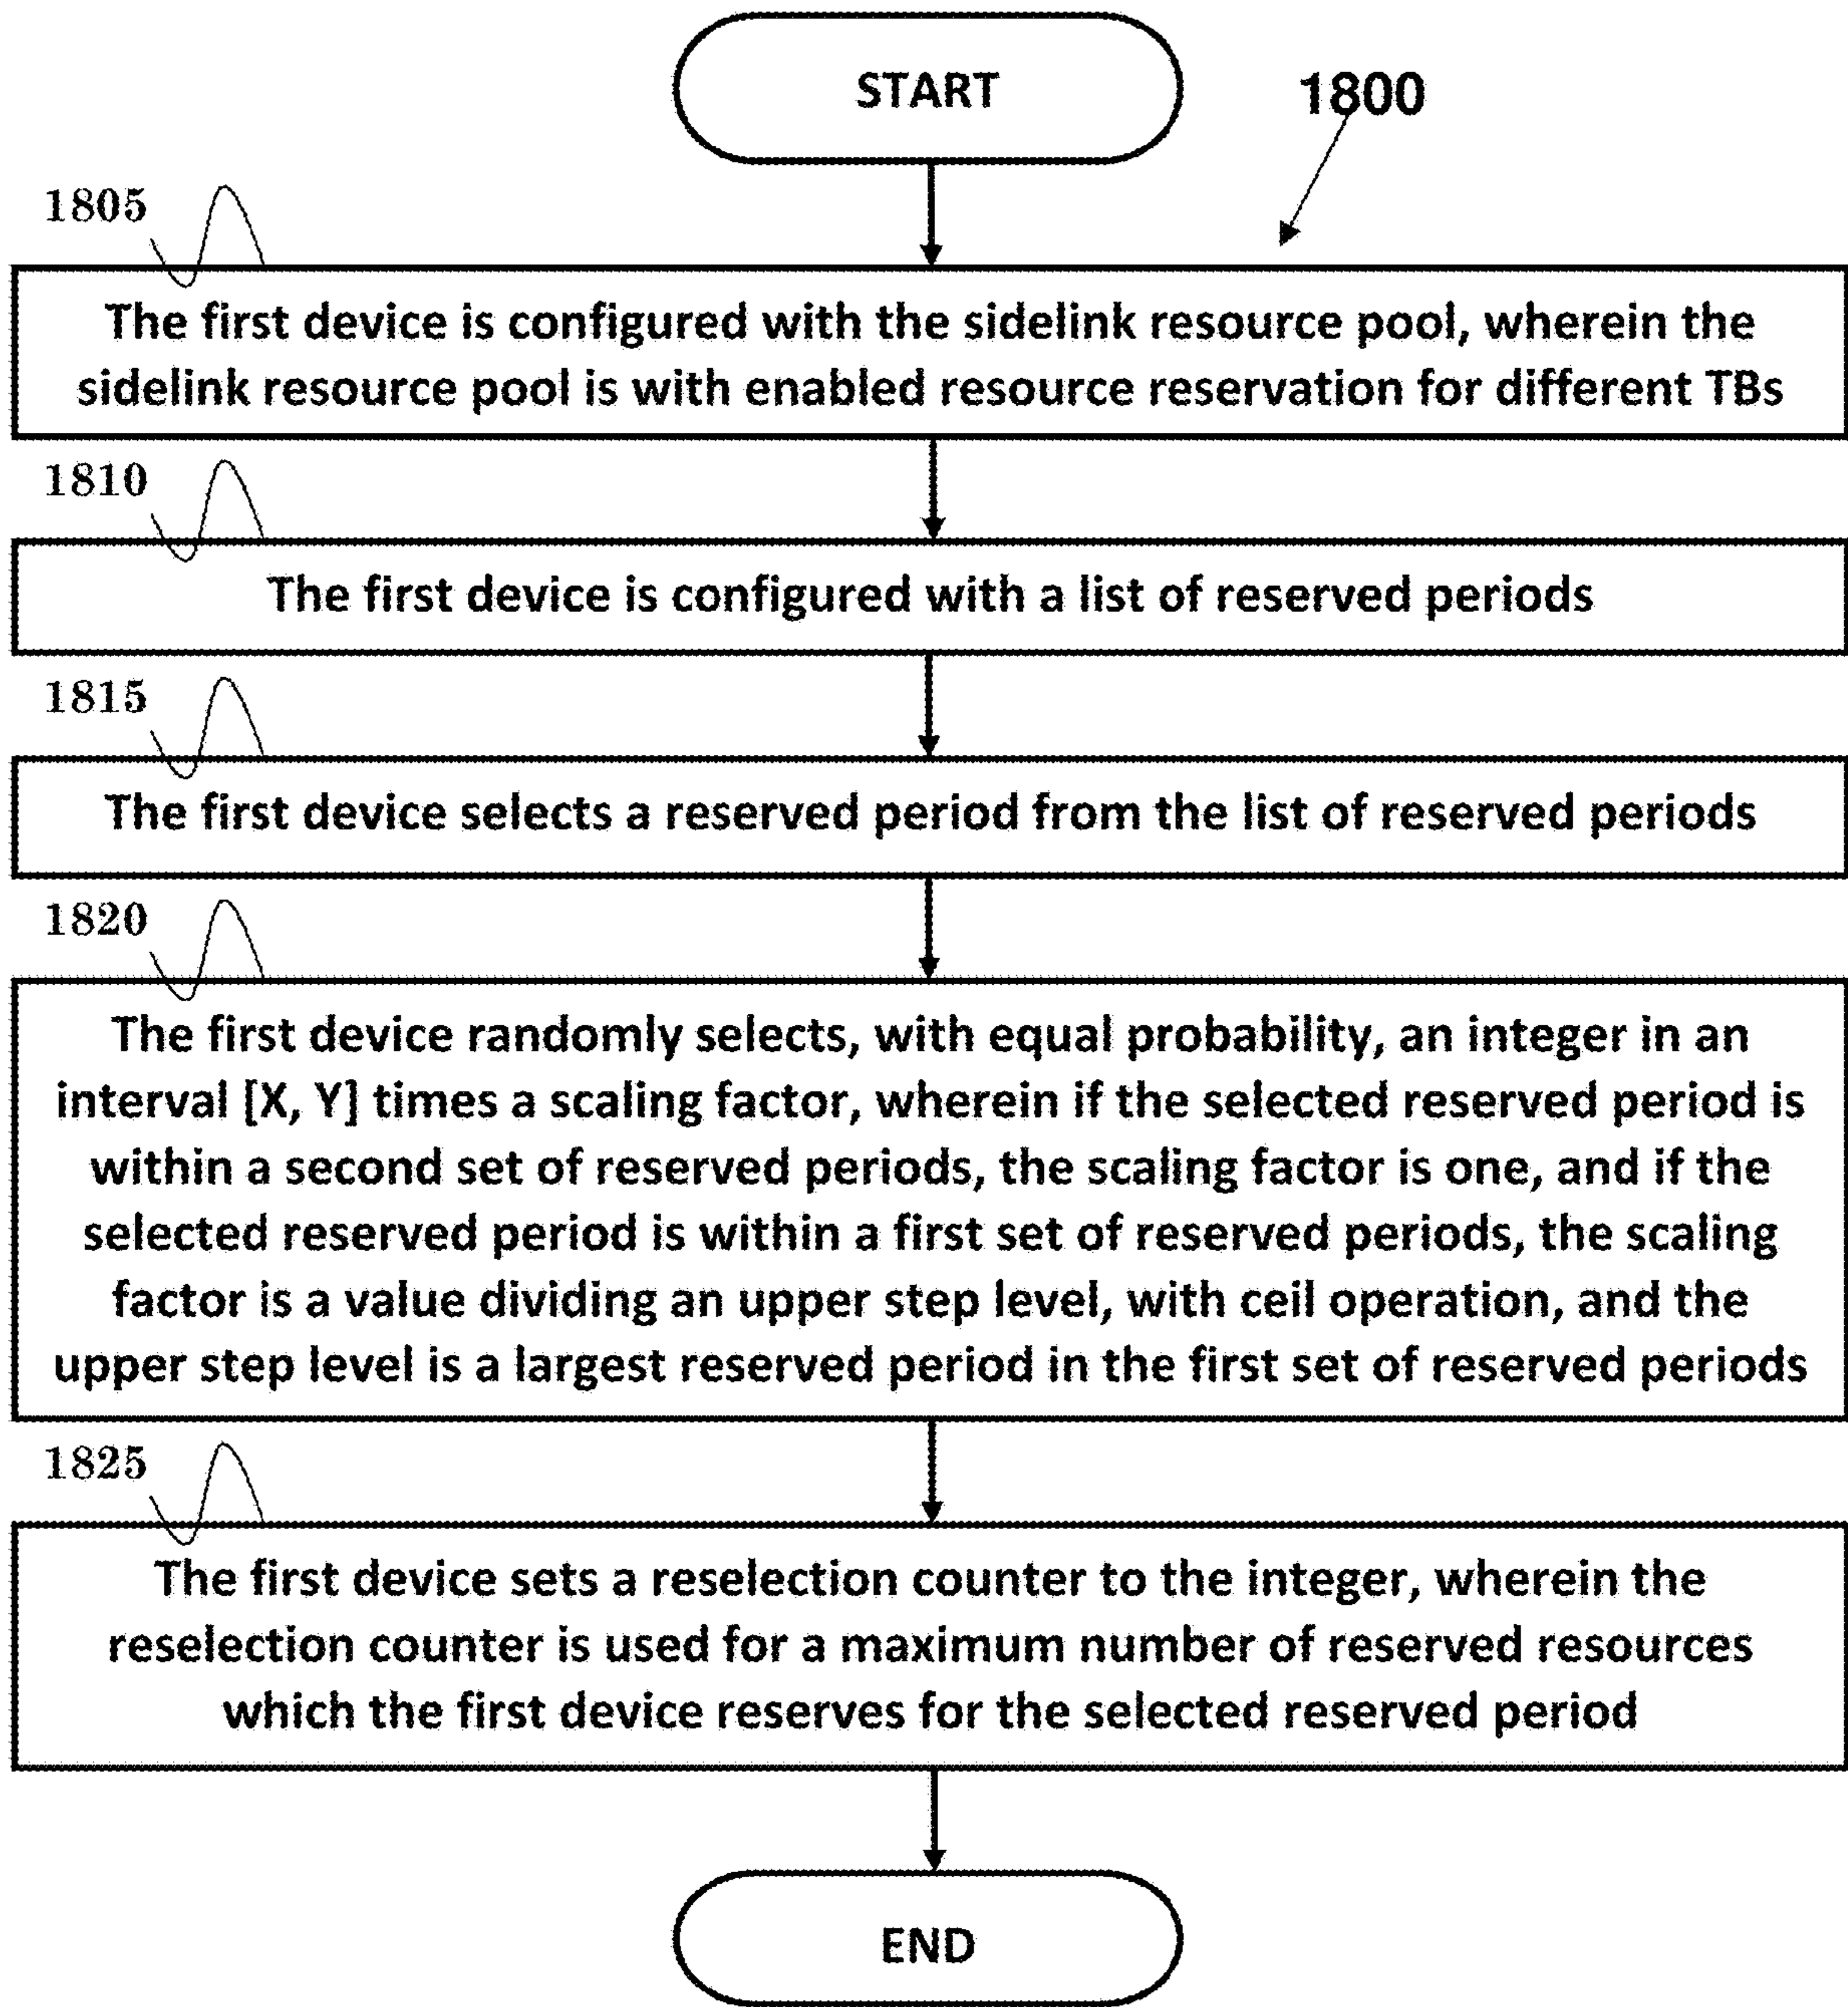 START
1800
1805
The first device is configured with the sidelink resource pool, wherein the
sidelink resource pool is with enabled resource reservation for different TBs
1810
The first device is configured with a list of reserved periods
1815
The first device selects a reserved period from the list of reserved periods
1820
The first device randomly selects, with equal probability, an integer in an
interval [X, Y] times a scaling factor, wherein if the selected reserved period is
within a second set of reserved periods, the scaling factor is one, and if the
selected reserved period is within a first set of reserved periods, the scaling
factor is a value dividing an upper step level, with ceil operation, and the
upper step level is a largest reserved period in the first set of reserved periods
1825
The first device sets a reselection counter to the integer, wherein the
reselection counter is used for a maximum number of reserved resources
which the first device reserves for the selected reserved period
END